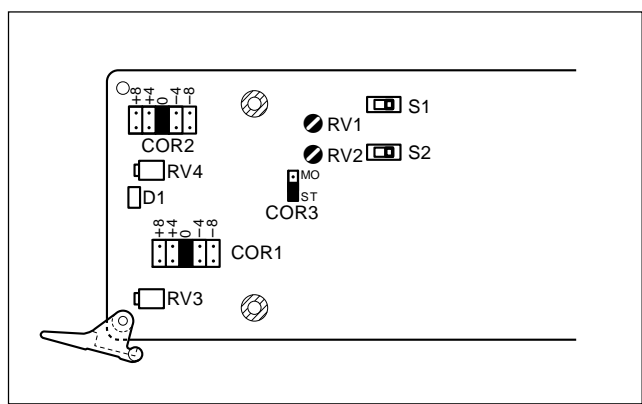 +8 +4 0 −4 −8
COR2
RV4
D1
+8 +4 0 −4 −8
COR1
RV3
RV1
RV2
MO
ST
COR3
S1
S2